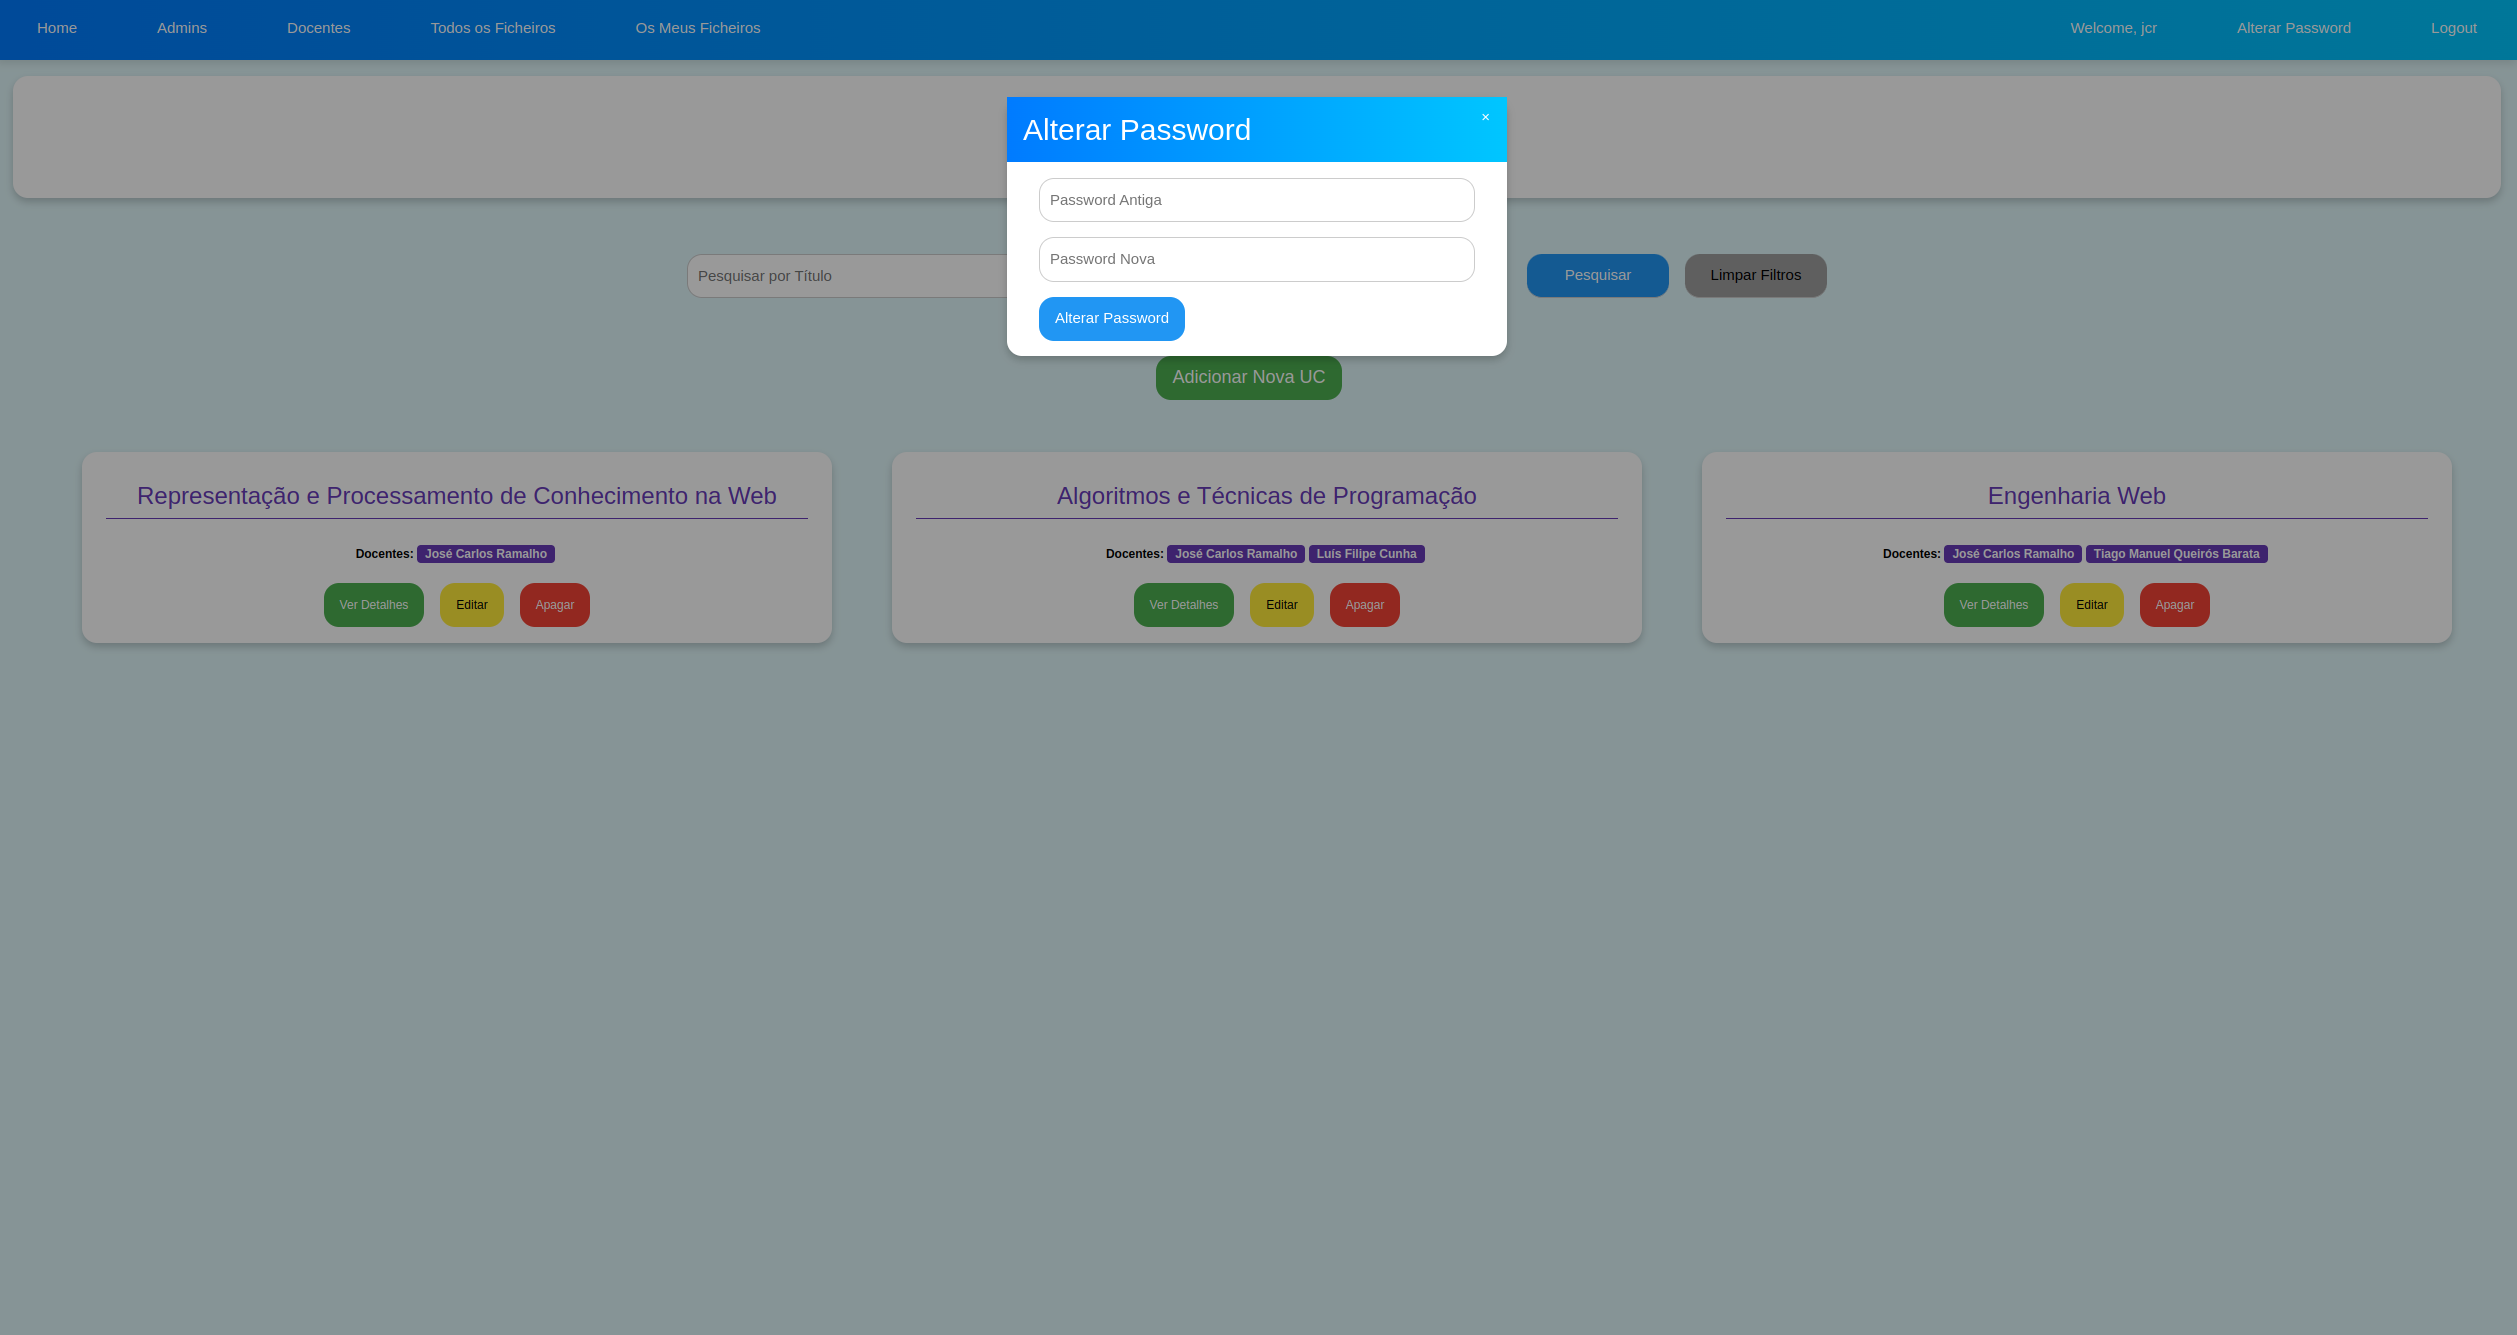 Home Admins Docentes Todos os Ficheiros Os Meus Ficheiros Welcome, jcr Alterar Password Logout
Alterar Password ×
Password Antiga
Password Nova
Pesquisar por Título Pesquisar Limpar Filtros
Alterar Password
Adicionar Nova UC
Representação e Processamento de Conhecimento na Web
Docentes: José Carlos Ramalho
Ver Detalhes Editar Apagar
Algoritmos e Técnicas de Programação
Docentes: José Carlos Ramalho Luís Filipe Cunha
Ver Detalhes Editar Apagar
Engenharia Web
Docentes: José Carlos Ramalho Tiago Manuel Queirós Barata
Ver Detalhes Editar Apagar